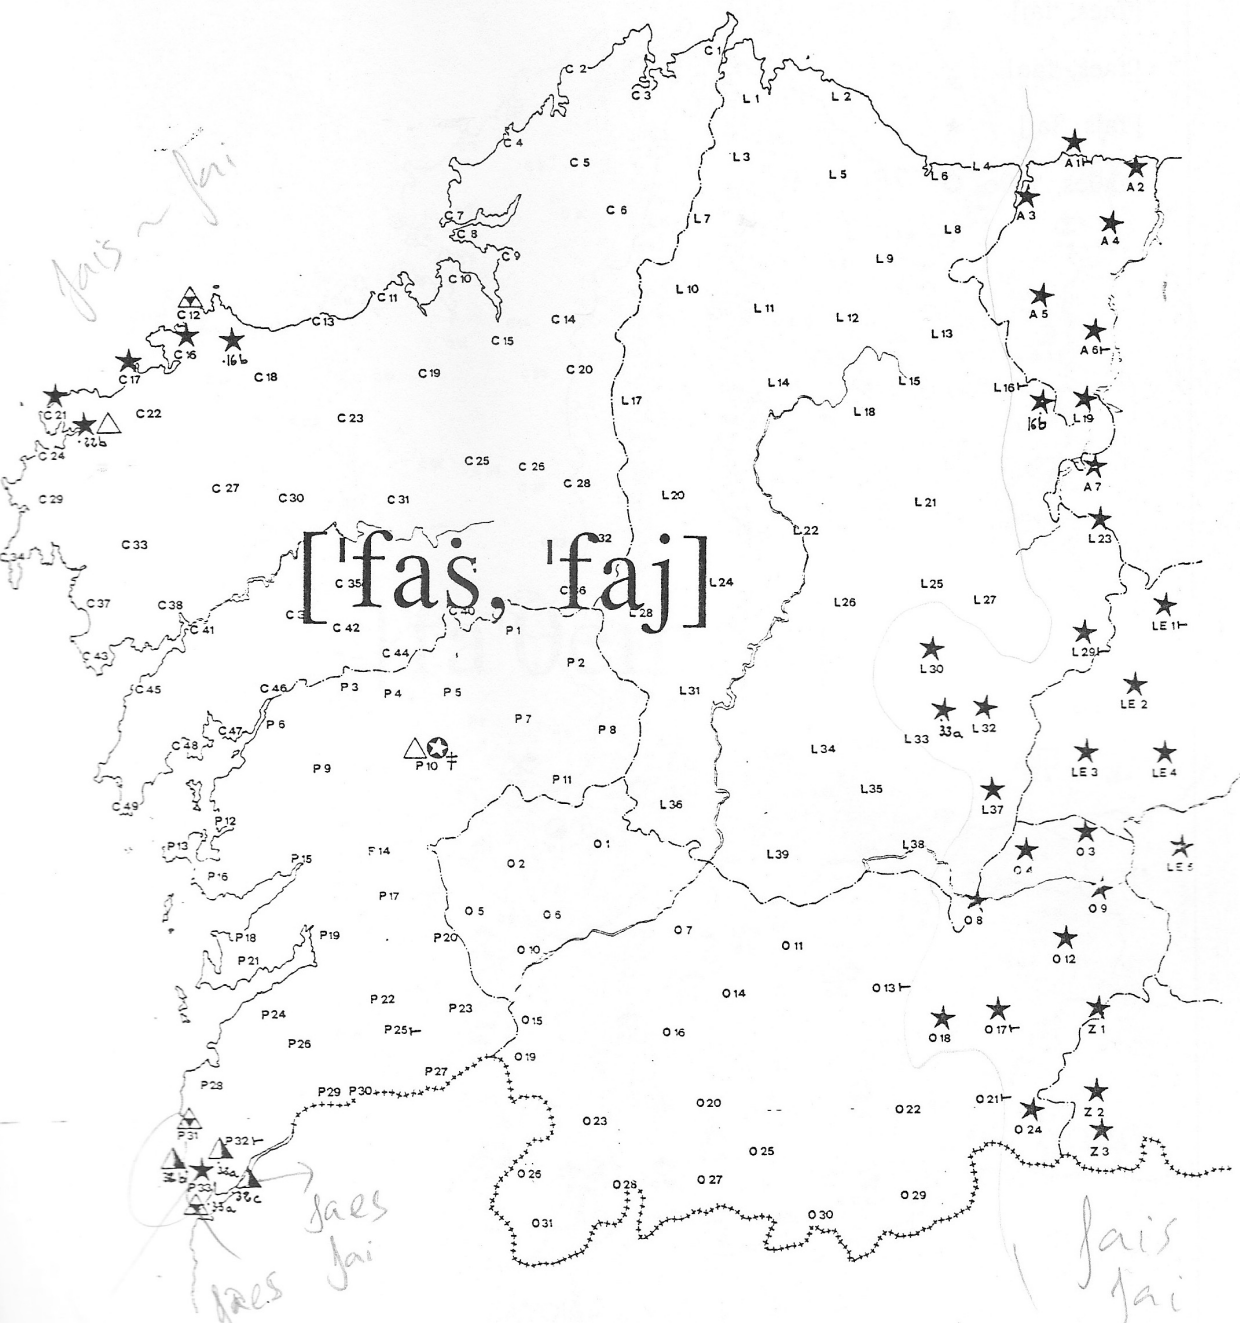 C 1
C 2
C 3
L 1
L 2
C 4
C 5
L 3
L 5
L 6
L 4
A 1
A 2
fais ~ fai
C 6
L 7
A 3
A 4
C 7
C 8
L 8
C 9
L 9
C 10
L 10
C 11
C 12
C 13
C 14
L 11
L 12
L 13
A 5
C 15
A 6
C 16
16b
C 17
C 18
C 19
C 20
L 14
L 15
L 16
C 21
C 22
22b
C 23
L 17
L 18
16b
L 19
C 24
C 25
C 26
C 27
C 28
C 29
C 30
C 31
L 20
L 21
A 7
L 22
L 23
C 33
32
C 34
['faṡ, 'faj]
C 35
L 24
L 25
C 37
C 38
C 40
L 28
L 26
L 27
LE 1
C 41
C 42
P 1
L 29
C 43
C 44
P 2
L 30
C 45
C 46
P 3
P 4
P 5
L 31
LE 2
P 6
C 47
C 48
P 7
P 8
L 33
33a
L 32
L 34
P 9
P 10
P 11
LE 3
LE 4
C 49
L 35
L 36
L 37
P 12
P 13
P 14
O 1
L 38
O 3
P 15
O 2
L 39
O 4
LE 5
P 16
P 17
O 5
O 6
O 8
O 9
P 18
P 19
P 20
O 7
O 10
O 11
O 12
P 21
P 22
P 23
O 13
O 14
P 24
P 25
O 15
O 16
O 18
O 17
Z 1
P 26
O 19
P 27
P 28
P 29
P 30
O 20
O 22
O 21
O 23
O 24
Z 2
P 31
P 32
O 25
Z 3
36b
32a
P 33
32c
O 26
O 27
O 28
O 29
33a
O 30
O 31
faes
fai
faes
fais
fai